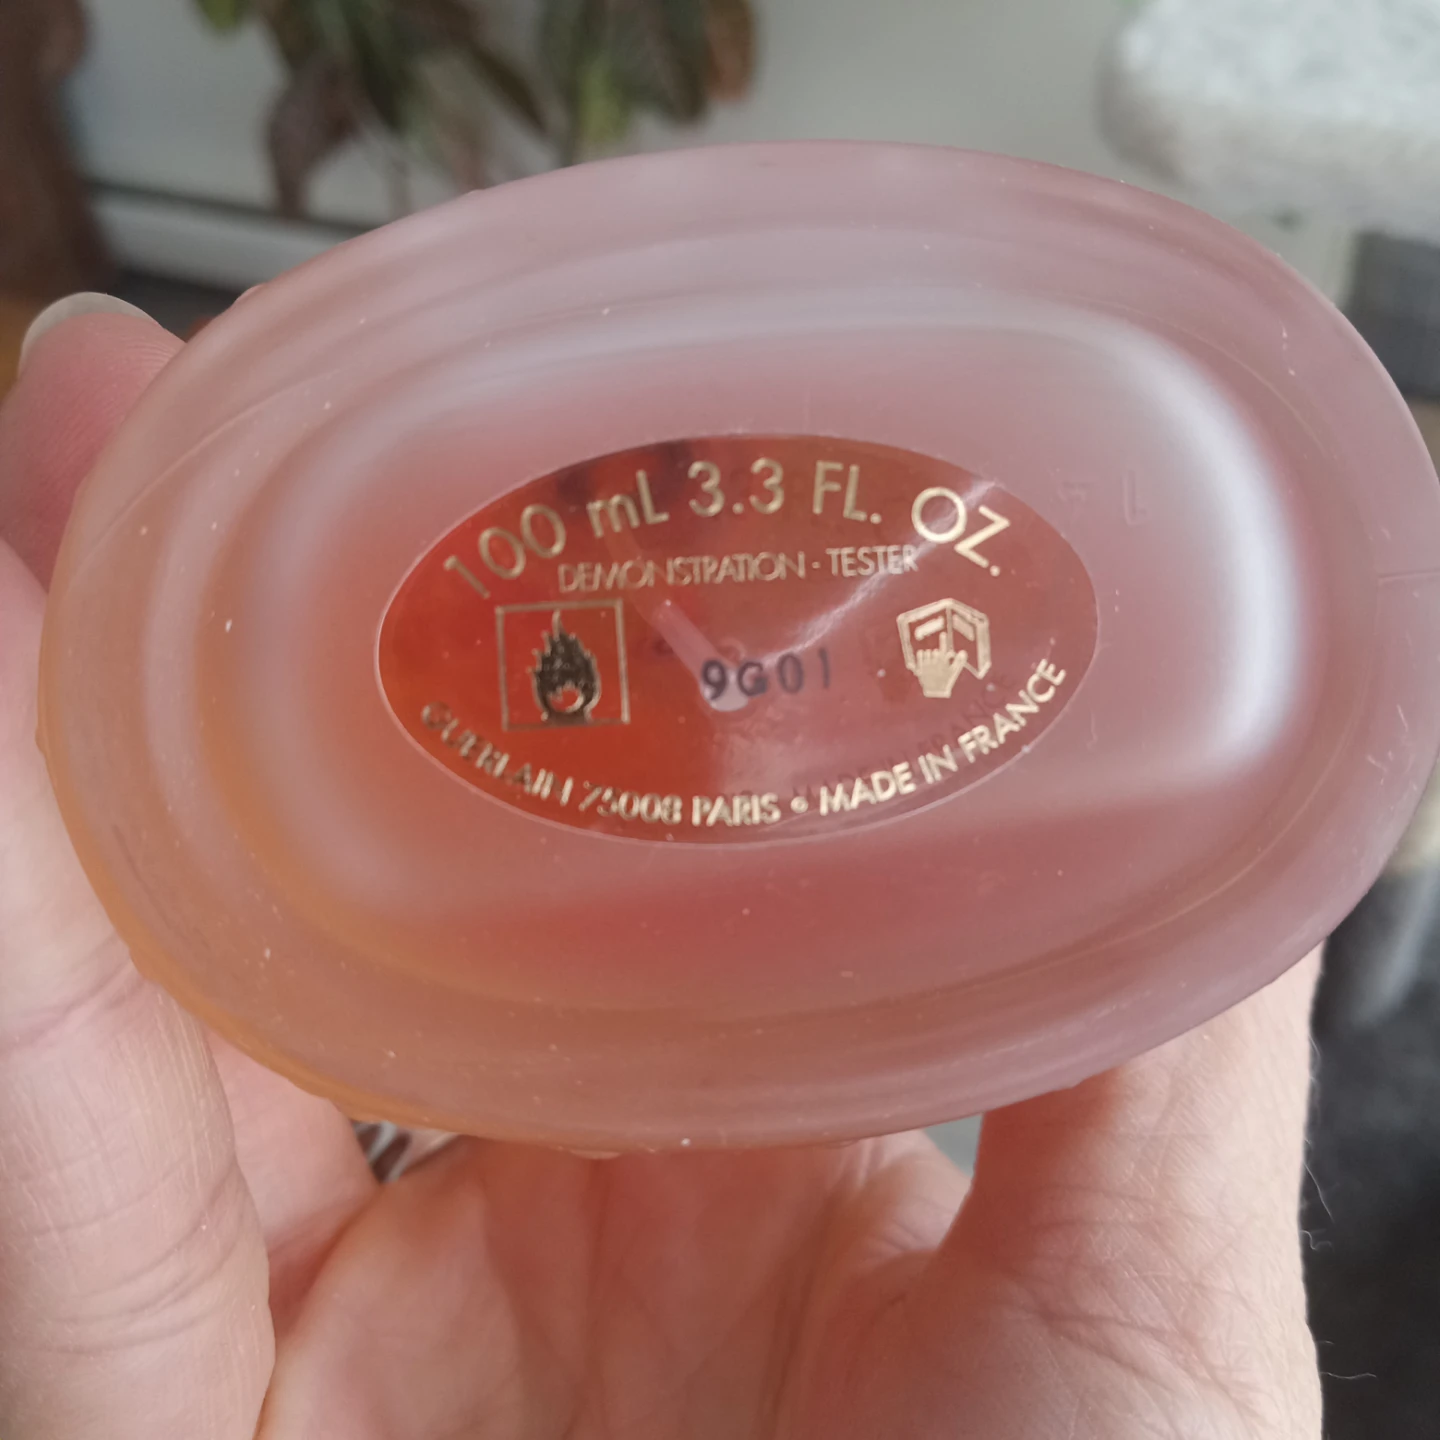 100 mL 3.3 FL. OZ.
DEMONSTRATION - TESTER
9G01
GUERLAIN 75008 PARIS • MADE IN FRANCE